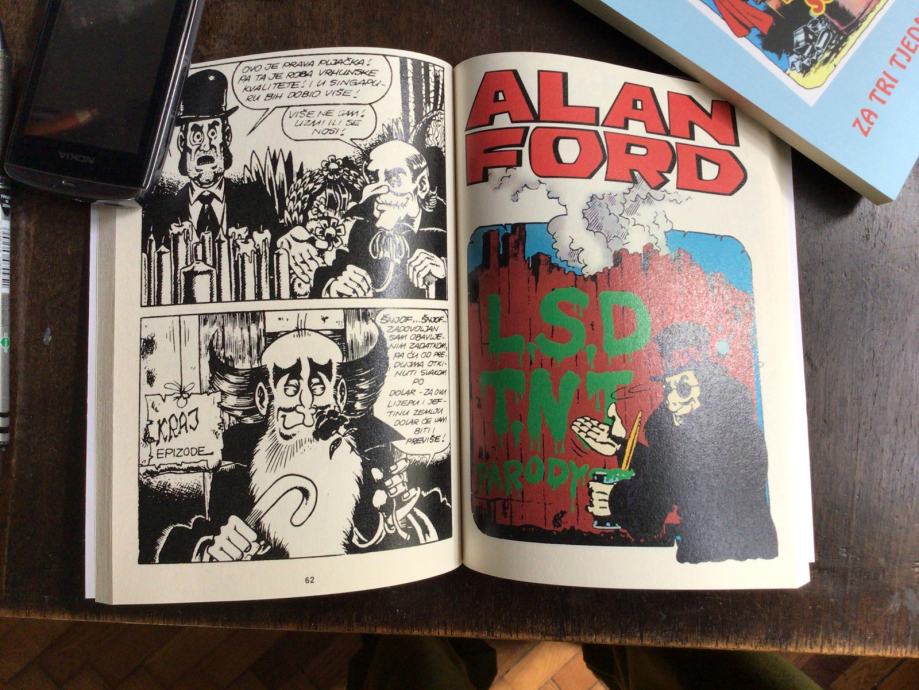 NOKIA
OVO JE PRAVA PLJAČKA!
PA TA JE ROBA VRHUNSKE
KVALITETE! I U SINGAPU-
RU BIH DOBIO VIŠE!
VIŠE NE DAM!
UZMI ILI SE
NOSI!
ŠNJOF...ŠNJOF...
ZADOVOLJAN
SAM OBAVLJE-
NIM ZADATKOM,
PA ĆU OD PRE-
DUJMA OTKI-
NUTI SVAKOM
PO
DOLAR - ZA OVU
LIJEPU I JEF-
TINU ZEMLJU
DOLAR ĆE VAM
BITI I
PREVIŠE!
KRAJ
EPIZODE
62
ALAN
FORD
L.S.D
T.N.T
PARODY
ZA TRI TJEDN